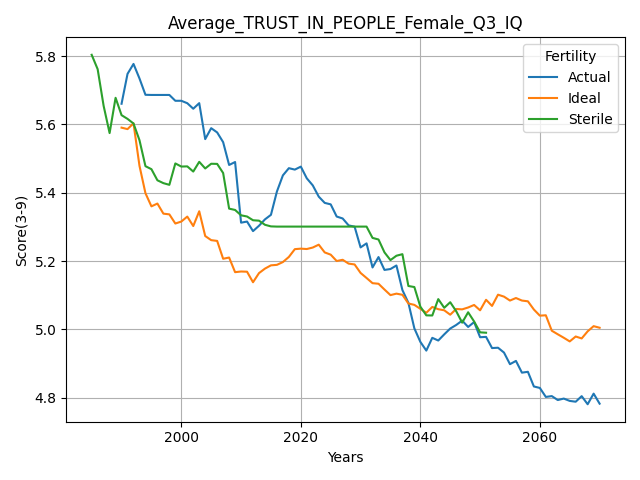 Average_TRUST_IN_PEOPLE_Female_Q3_IQ
Fertility
Actual
Ideal
Sterile
Score(3-9)
5.8
5.6
5.4
5.2
5.0
4.8
2000 2020 2040 2060
Years